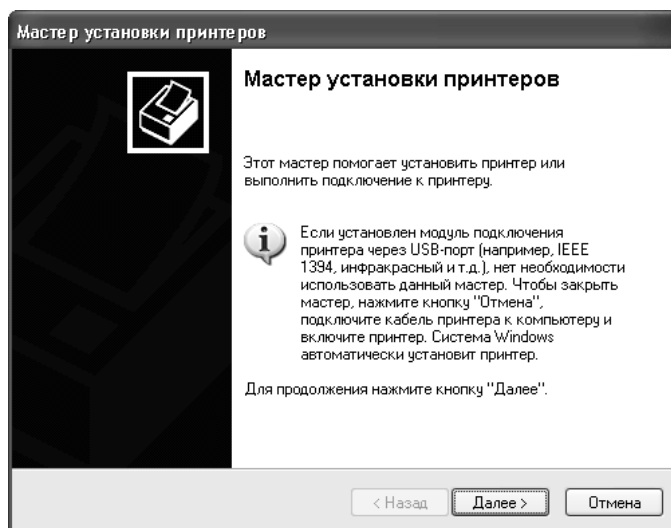 Мастер установки принтеров
Мастер установки принтеров
Этот мастер помогает установить принтер или
выполнить подключение к принтеру.
Если установлен модуль подключения
принтера через USB-порт (например, IEEE
1394, инфракрасный и т.д.), нет необходимости
использовать данный мастер. Чтобы закрыть
мастер, нажмите кнопку "Отмена",
подключите кабель принтера к компьютеру и
включите принтер. Система Windows
автоматически установит принтер.
Для продолжения нажмите кнопку "Далее".
< Назад Далее > Отмена